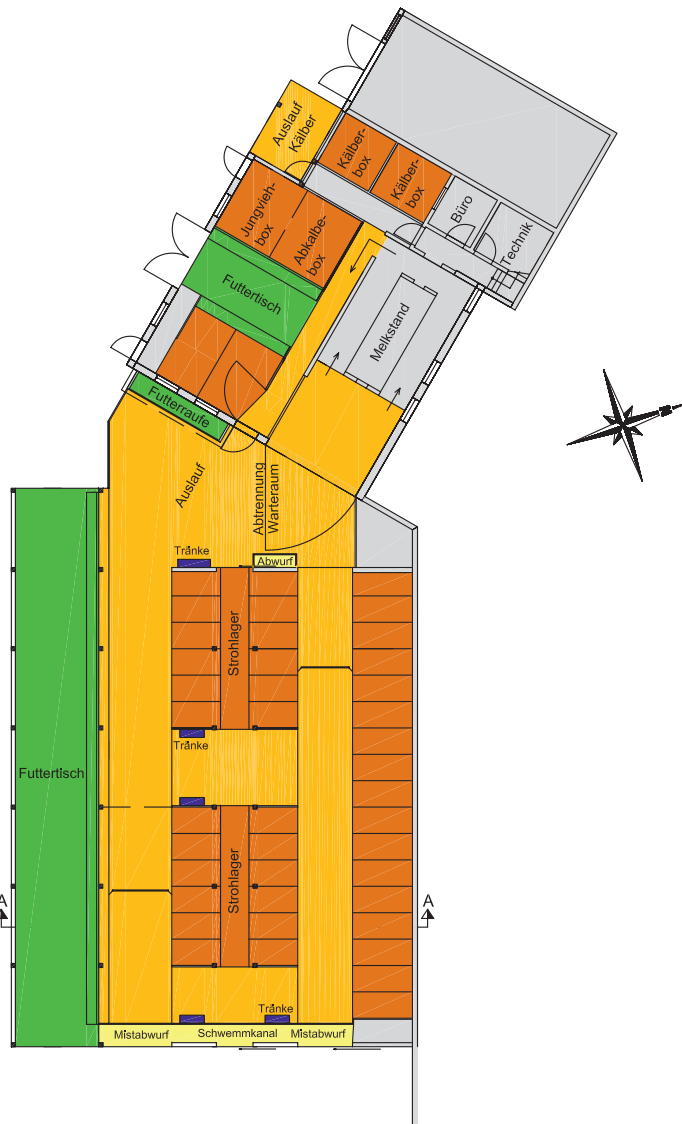 Auslauf
Kälber
Kälber-
box
Kälber-
box
Büro
Technik
Jungvieh-
box
Abkalbe-
box
Futtertisch
Melkstand
Futterraufe
Auslauf
Abtrennung
Warteraum
N
Tränke
Abwurf
Strohlager
Tränke
Futtertisch
Strohlager
A
A
Tränke
Mistabwurf
Schwemmkanal
Mistabwurf